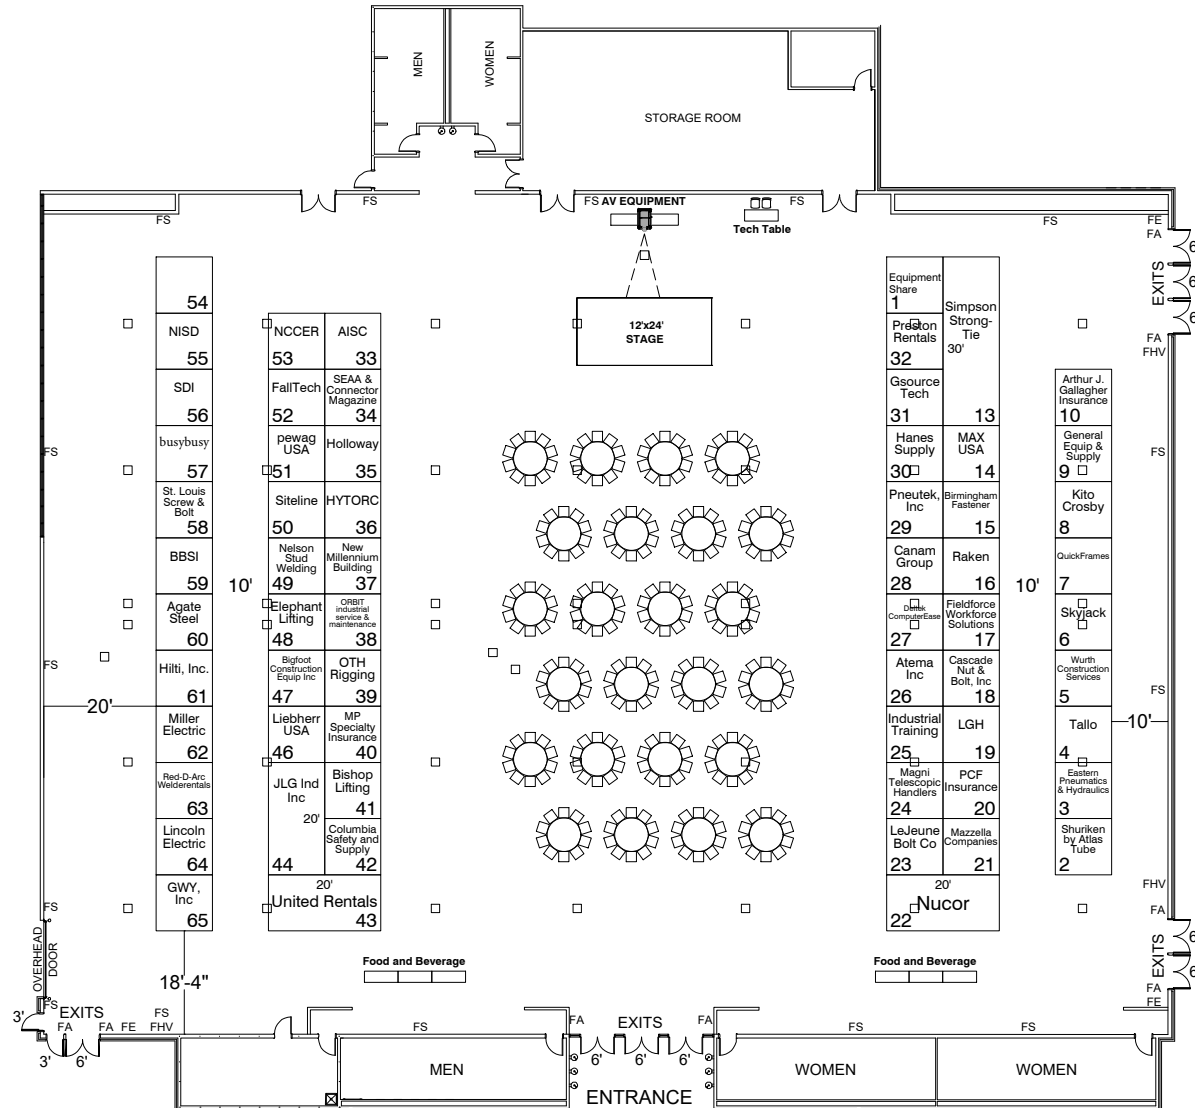 MEN
WOMEN
STORAGE ROOM
FS
FS
FS
AV EQUIPMENT
FS
Tech Table
FS
FE
FA
6'
EXITS
6'
6'
FA
FHV
12'x24'
STAGE
54
NISD
55
SDI
56
busybusy
57
St. Louis
Screw &
Bolt
58
BBSI
59
Agate
Steel
60
Hilti, Inc.
61
Miller
Electric
62
Red-D-Arc
Welderentals
63
Lincoln
Electric
64
GWY,
Inc
65
NCCER
53
FallTech
52
pewag
USA
51
Siteline
50
Nelson
Stud
Welding
49
Elephant
Lifting
48
Bigfoot
Construction
Equip Inc
47
Liebherr
USA
46
JLG Ind
Inc
20'
44
AISC
33
SEAA &
Connector
Magazine
34
Holloway
35
HYTORC
36
New
Millennium
Building
37
ORBIT
industrial
service &
maintenance
38
OTH
Rigging
39
MP
Specialty
Insurance
40
Bishop
Lifting
41
Columbia
Safety and
Supply
42
20'
United Rentals
43
Equipment
Share
1
Preston
Rentals
32
Gsource
Tech
31
Hanes
Supply
30
Pneutek,
Inc
29
Canam
Group
28
Deltek
ComputerEase
27
Atema
Inc
26
Industrial
Training
25
Magni
Telescopic
Handlers
24
LeJeune
Bolt Co
23
Simpson
Strong-
Tie
30'
13
MAX
USA
14
Birmingham
Fastener
15
Raken
16
Fieldforce
Workforce
Solutions
17
Cascade
Nut &
Bolt, Inc
18
LGH
19
PCF
Insurance
20
Mazzella
Companies
21
20'
Nucor
22
Arthur J.
Gallagher
Insurance
10
General
Equip &
Supply
9
Kito
Crosby
8
QuickFrames
7
Skyjack
6
Wurth
Construction
Services
5
Tallo
4
Eastern
Pneumatics
& Hydraulics
3
Shuriken
by Atlas
Tube
2
FS
FS
10'
10'
20'
10'
FS
FS
FS
FHV
FA
6'
EXITS
6'
FA
FE
OVERHEAD
DOOR
18'-4"
Food and Beverage
Food and Beverage
FS
3'
EXITS
FA
FA
FE
FS
FHV
3'
6'
FS
FA
EXITS
FA
6'
6'
6'
FS
FS
MEN
WOMEN
WOMEN
ENTRANCE